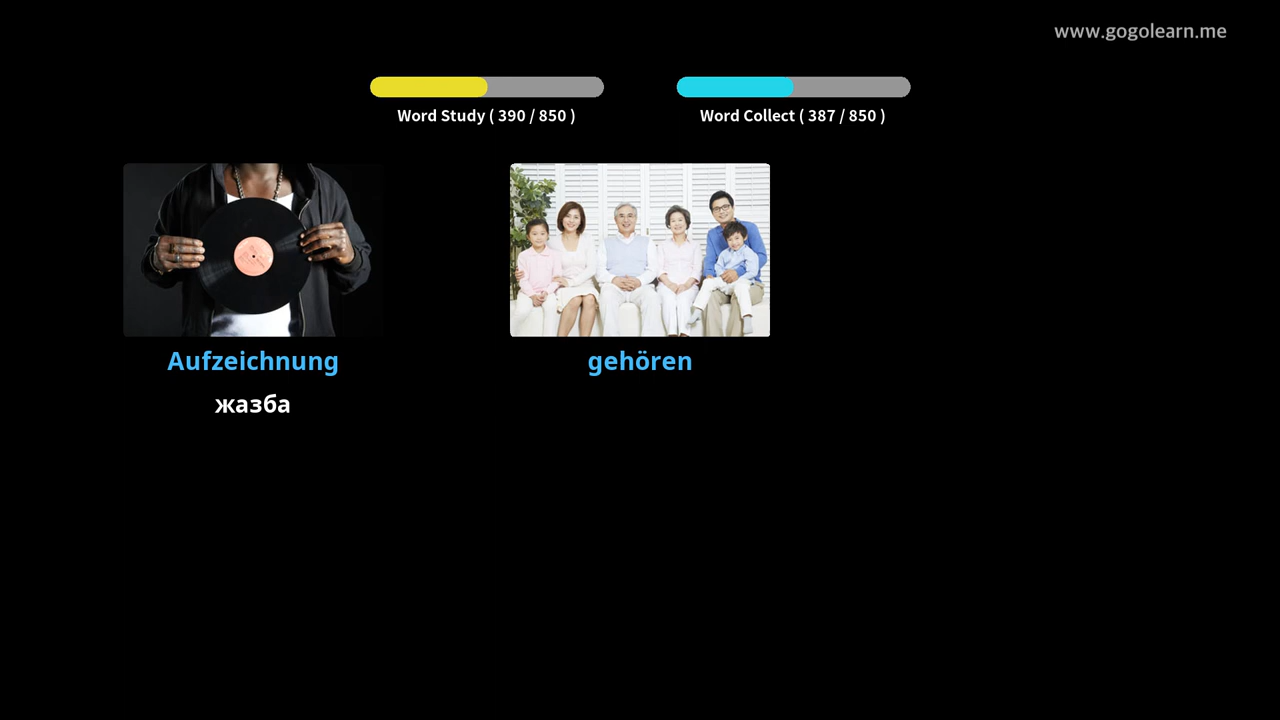 www.gogolearn.me
Word Study ( 390 / 850 )
Word Collect ( 387 / 850 )
Aufzeichnung
gehören
жазба